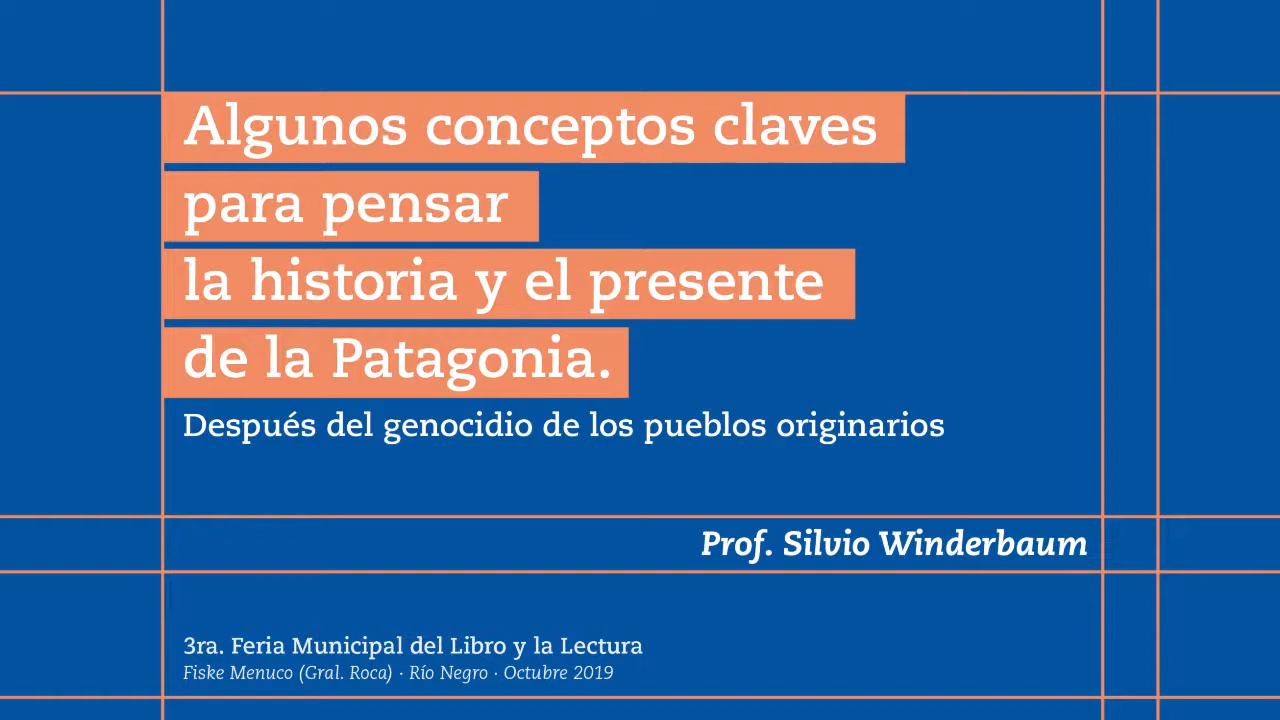 Algunos conceptos claves
para pensar
la historia y el presente
de la Patagonia.
Después del genocidio de los pueblos originarios
Prof. Silvio Winderbaum
3ra. Feria Municipal del Libro y la Lectura
Fiske Menuco (Gral. Roca) · Río Negro · Octubre 2019